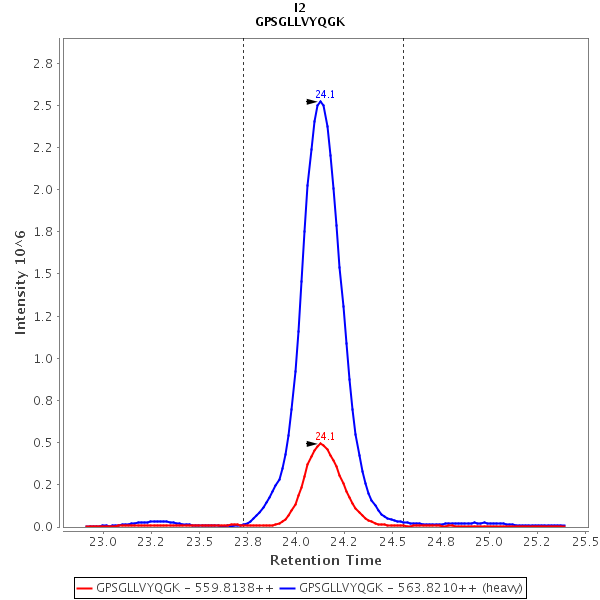 I2
GPSGLLVYQGK
24.1
24.1
Intensity 10^6
2.8
2.5
2.2
2.0
1.8
1.5
1.2
1.0
0.8
0.5
0.2
0.0
23.0 23.2 23.5 23.8 24.0 24.2 24.5 24.8 25.0 25.2 25.5
Retention Time
GPSGLLVYQGK - 559.8138++ GPSGLLVYQGK - 563.8210++ (heavy)